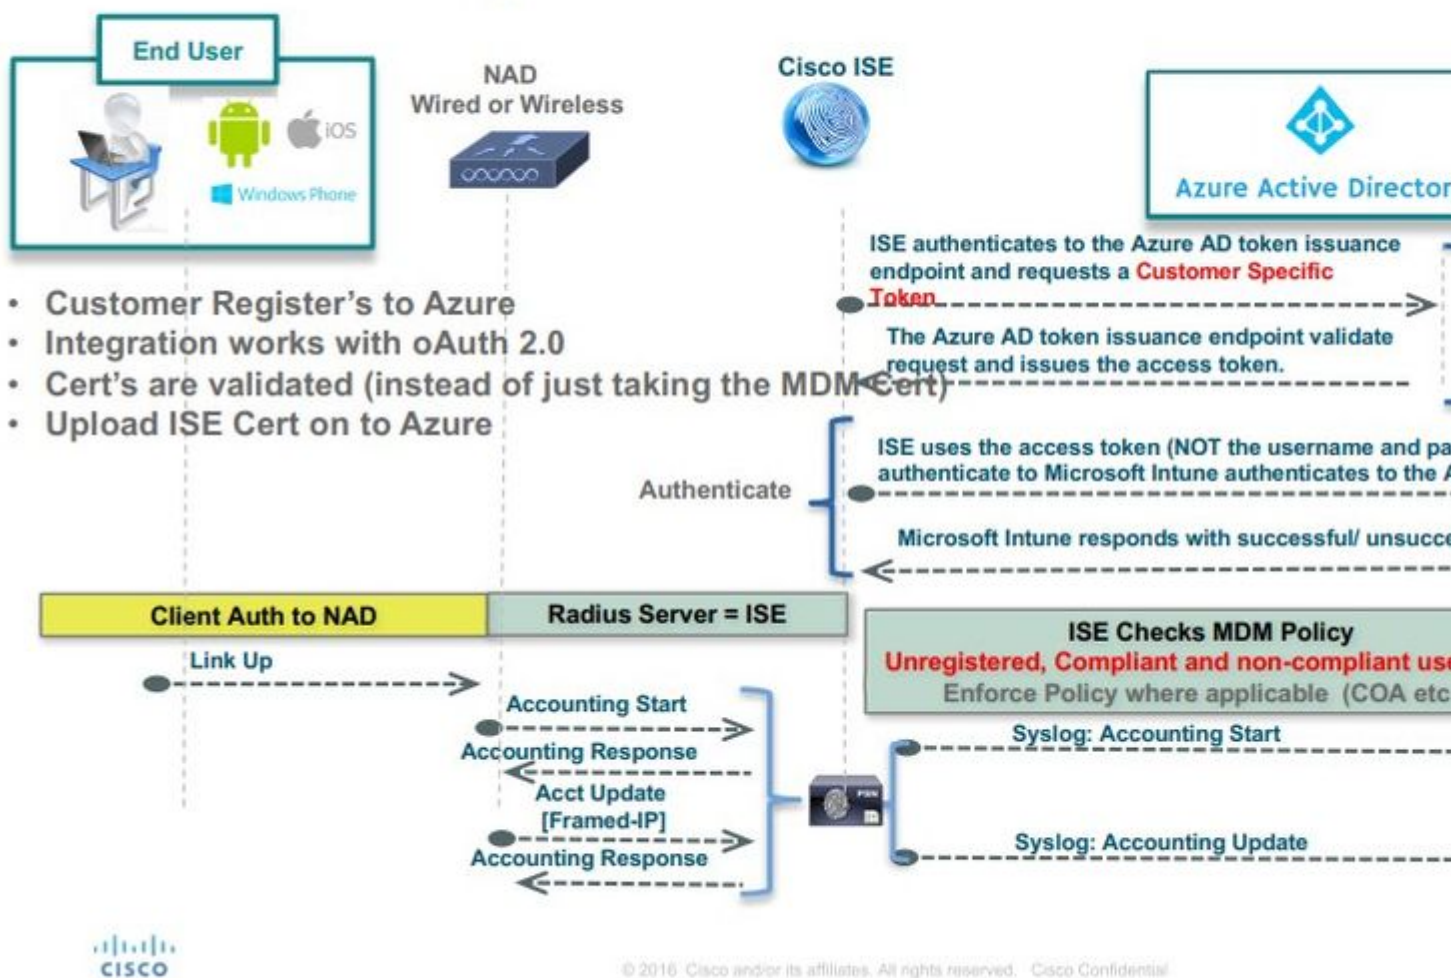 End User
iOS
Windows Phone
NAD
Wired or Wireless
Cisco ISE
Azure Active Director
ISE authenticates to the Azure AD token issuance
endpoint and requests a Customer Specific
Token
The Azure AD token issuance endpoint validate
request and issues the access token.
• Customer Register's to Azure
• Integration works with oAuth 2.0
• Cert's are validated (instead of just taking the MDM Cert)
• Upload ISE Cert on to Azure
ISE uses the access token (NOT the username and pa
authenticate to Microsoft Intune authenticates to the A
Authenticate
Microsoft Intune responds with successful/ unsucce
Client Auth to NAD
Radius Server = ISE
ISE Checks MDM Policy
Unregistered, Compliant and non-compliant use
Enforce Policy where applicable (COA etc
Link Up
Accounting Start
Accounting Response
Acct Update
[Framed-IP]
Accounting Response
PSN
Syslog: Accounting Start
Syslog: Accounting Update
CISCO
© 2016 Cisco and/or its affiliates. All rights reserved. Cisco Confidential